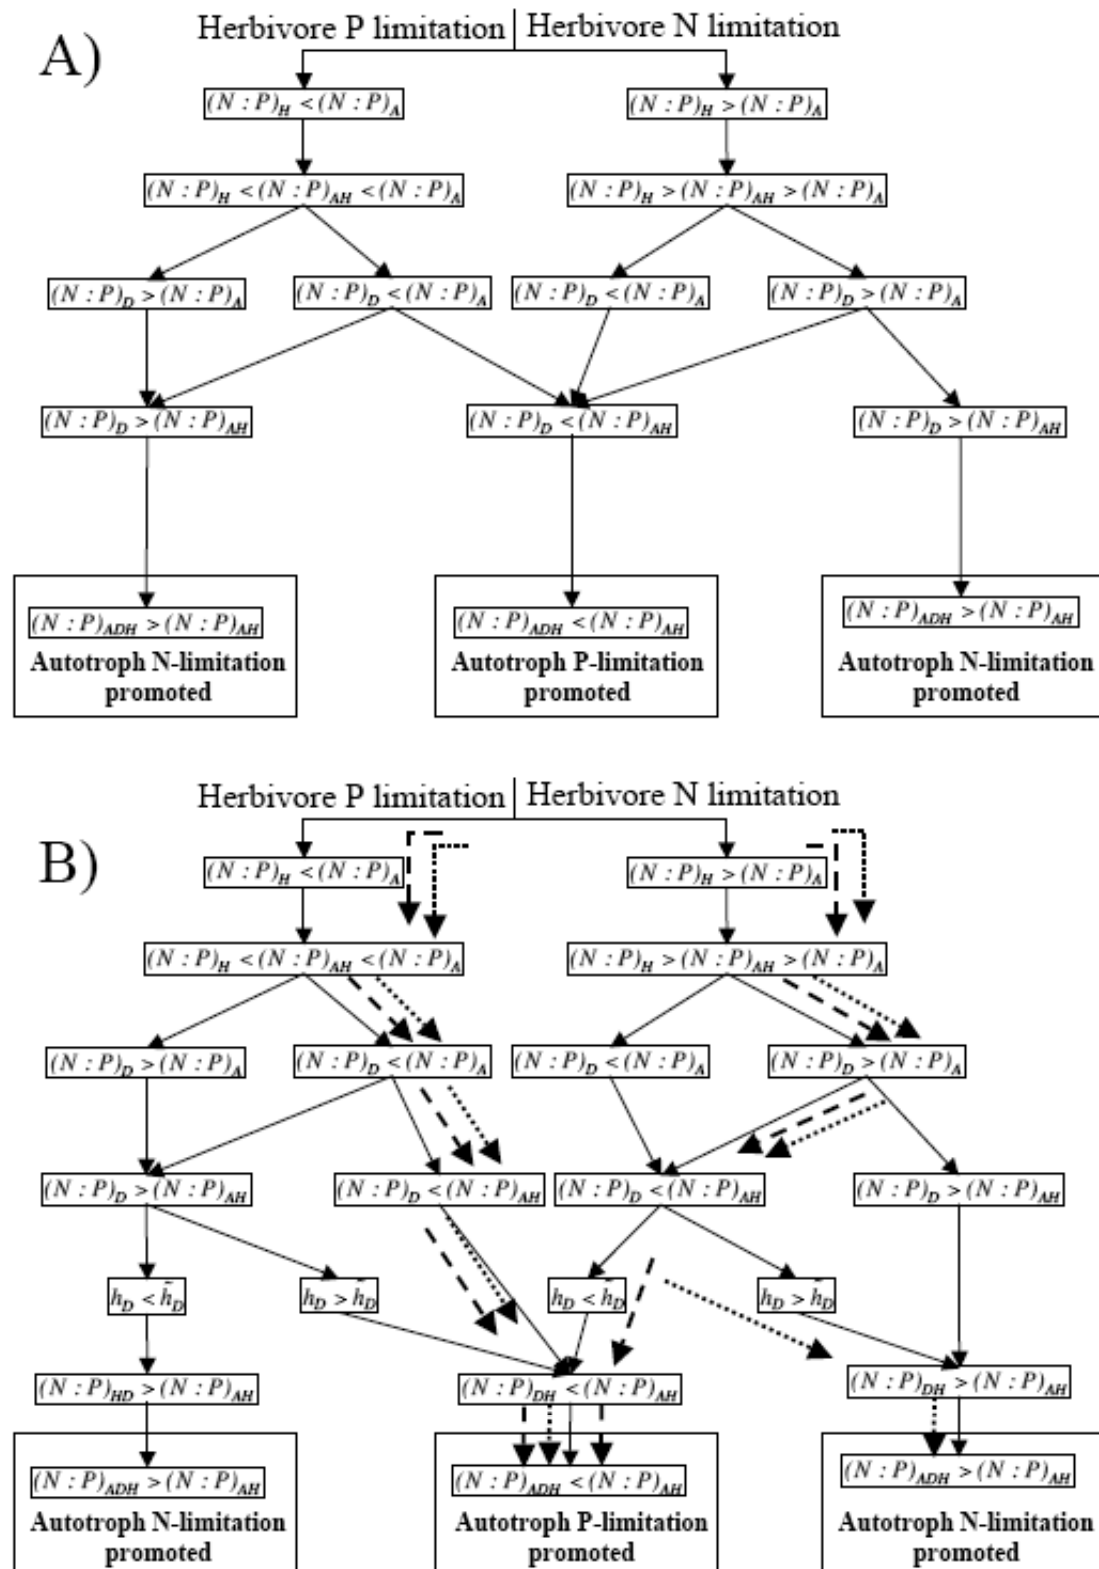 Herbivore P limitation Herbivore N limitation
A)
(N : P)H < (N : P)A (N : P)H > (N : P)A
(N : P)H < (N : P)AH < (N : P)A (N : P)H > (N : P)AH > (N : P)A
(N : P)D > (N : P)A (N : P)D < (N : P)A (N : P)D < (N : P)A (N : P)D > (N : P)A
(N : P)D > (N : P)AH (N : P)D < (N : P)AH (N : P)D > (N : P)AH
(N : P)ADH > (N : P)AH (N : P)ADH < (N : P)AH (N : P)ADH > (N : P)AH
Autotroph N-limitation Autotroph P-limitation Autotroph N-limitation
promoted promoted promoted
Herbivore P limitation Herbivore N limitation
B)
(N : P)H < (N : P)A (N : P)H > (N : P)A
(N : P)H < (N : P)AH < (N : P)A (N : P)H > (N : P)AH > (N : P)A
(N : P)D > (N : P)A (N : P)D < (N : P)A (N : P)D < (N : P)A (N : P)D > (N : P)A
(N : P)D > (N : P)AH (N : P)D < (N : P)AH (N : P)D < (N : P)AH (N : P)D > (N : P)AH
hD < h̃D hD > h̃D hD < h̃D hD > h̃D
(N : P)HD > (N : P)AH (N : P)DH < (N : P)AH (N : P)DH > (N : P)AH
(N : P)ADH > (N : P)AH (N : P)ADH < (N : P)AH (N : P)ADH > (N : P)AH
Autotroph N-limitation Autotroph P-limitation Autotroph N-limitation
promoted promoted promoted